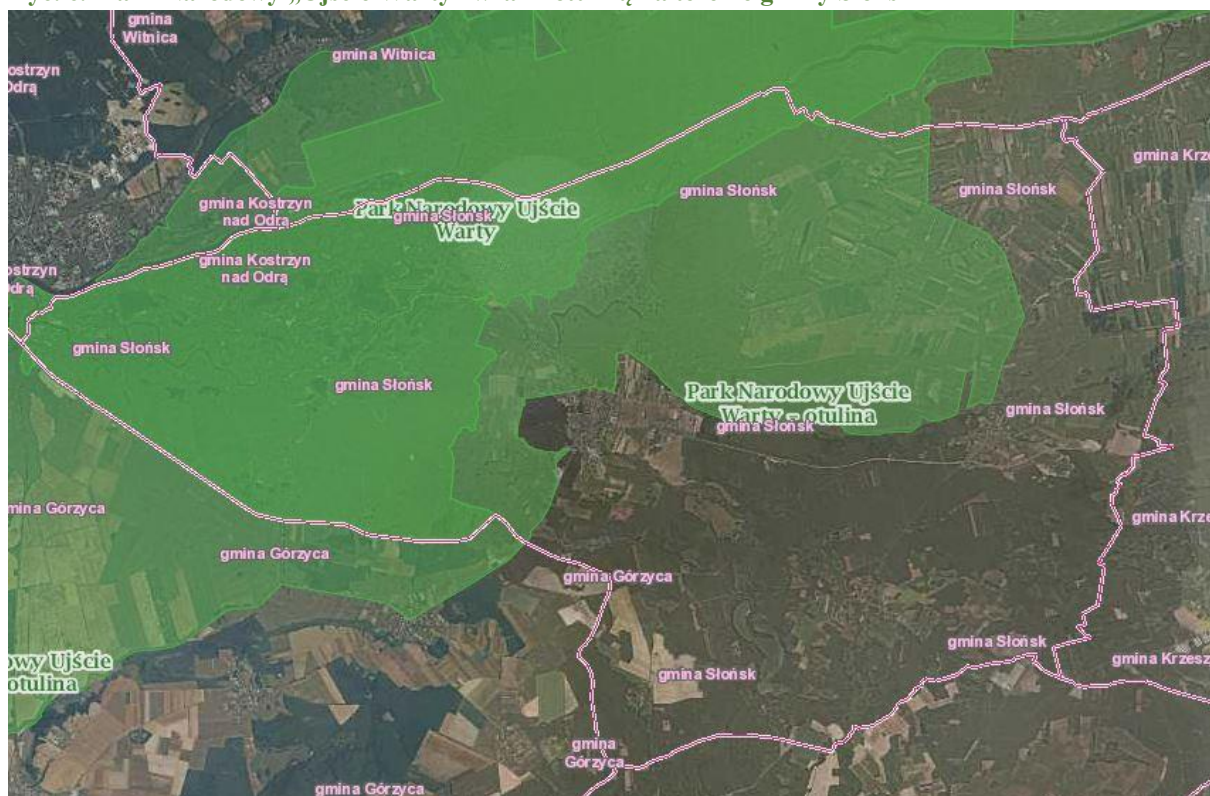 gmina
Witnica
gmina Witnica
ostrzyn
Odrą
gmina Krze
gmina Słońsk
gmina Słońsk
gmina Kostrzyn
nad Odrą
Park Narodowy Ujście
Warty
gmina Słońsk
gmina Kostrzyn
nad Odrą
ostrzyn
Odrą
gmina Słońsk
gmina Słońsk
Park Narodowy Ujście
Warty – otulina
gmina Słońsk
gmina Słońsk
mina Górzyca
gmina Krze
gmina Górzyca
gmina Górzyca
gmina Słońsk
gmina Krzesz
owy Ujście
otulina
gmina Słońsk
gmina
Górzyca
gmina Górzyca